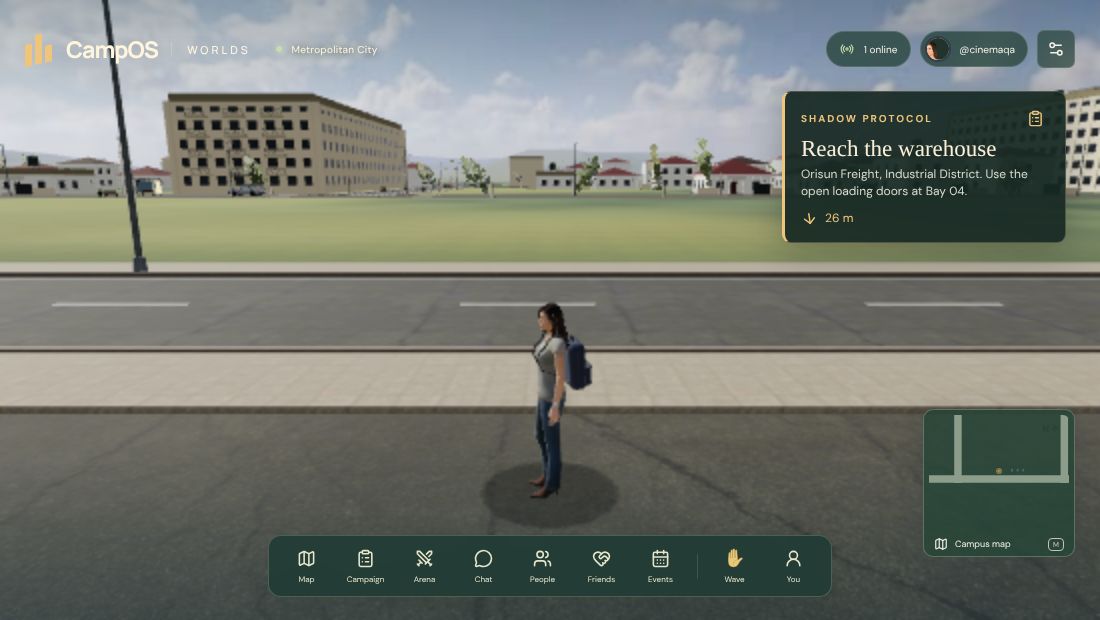 CampOS
WORLDS
Metropolitan City
1 online
@cinemaqa
SHADOW PROTOCOL
Reach the warehouse
Orisun Freight, Industrial District. Use the
open loading doors at Bay 04.
26 m
Campus map
M
Map
Campaign
Arena
Chat
People
Friends
Events
Wave
You